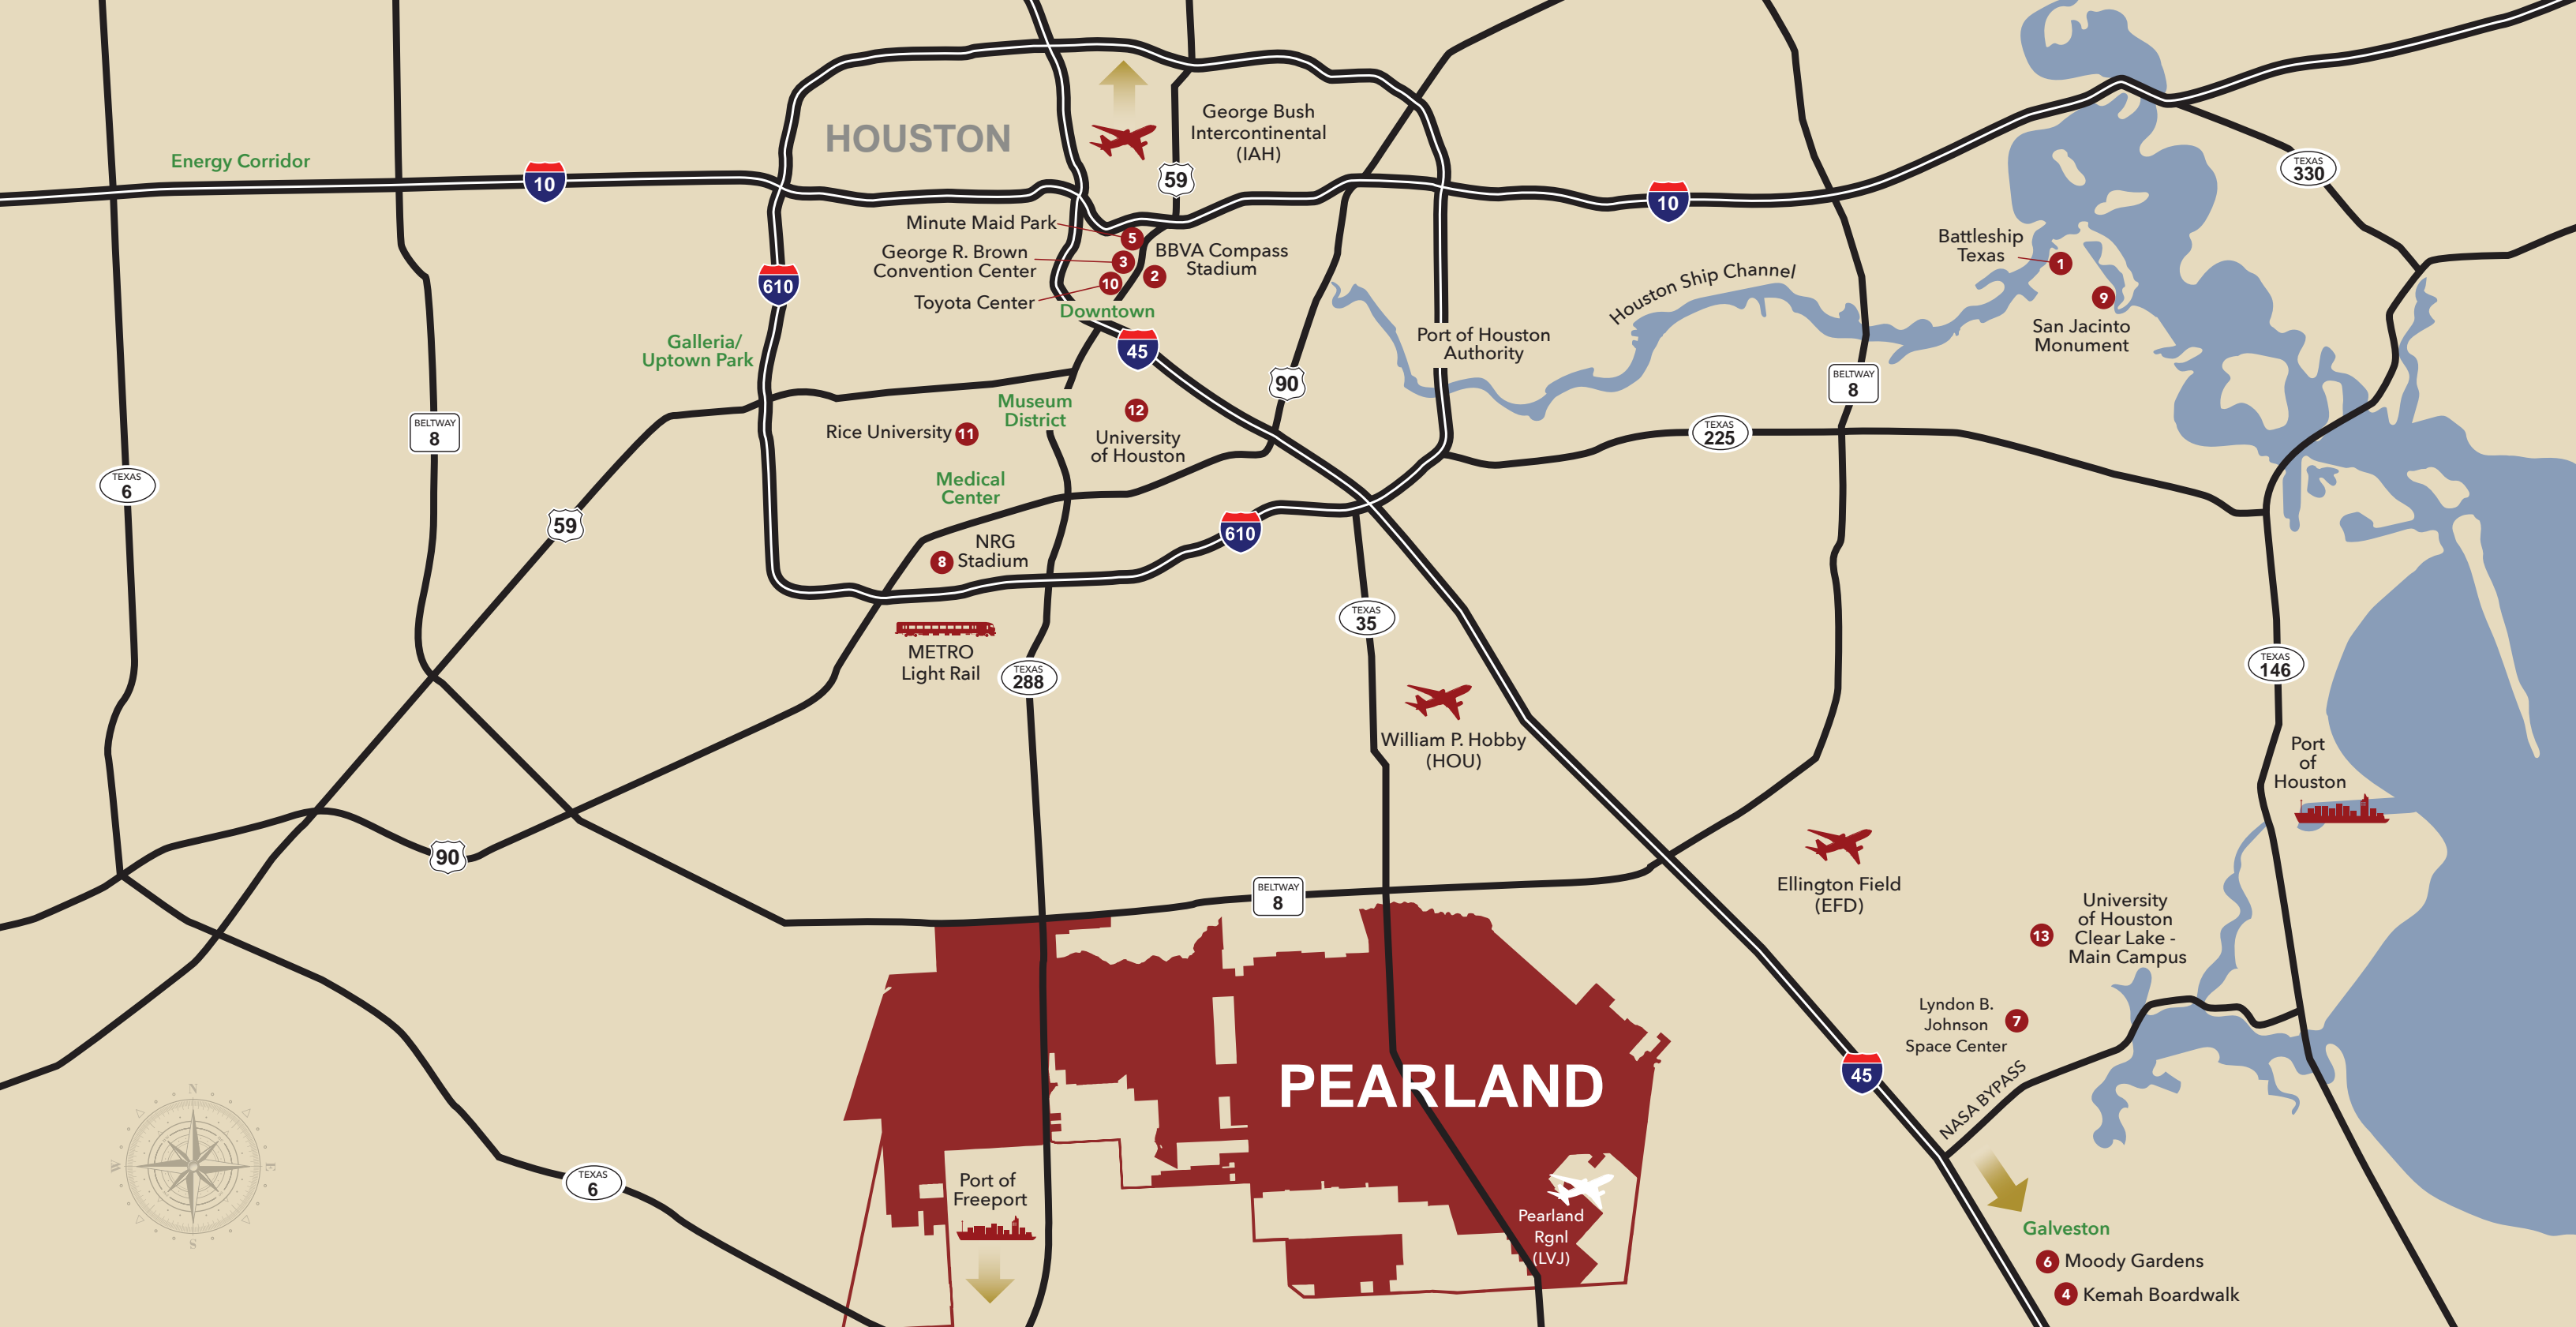 HOUSTON
George Bush
Intercontinental
(IAH)
Energy Corridor
10
59
10
TEXAS
330
Minute Maid Park
5
George R. Brown
Convention Center
3
BBVA Compass
Stadium
2
10
Toyota Center
Downtown
610
45
Galleria/
Uptown Park
Houston Ship Channel
Battleship
Texas
1
9
San Jacinto
Monument
Port of Houston
Authority
90
BELTWAY
8
BELTWAY
8
Museum
District
12
University
of Houston
Rice University
11
TEXAS
225
TEXAS
6
59
Medical
Center
NRG
Stadium
8
610
TEXAS
35
METRO
Light Rail
TEXAS
288
TEXAS
146
William P. Hobby
(HOU)
Port
of
Houston
90
BELTWAY
8
Ellington Field
(EFD)
University
of Houston
Clear Lake -
Main Campus
13
Lyndon B.
Johnson
Space Center
7
PEARLAND
45
NASA BYPASS
N
W
E
S
TEXAS
6
Port of
Freeport
Pearland
Rgnl
(LVJ)
Galveston
6
Moody Gardens
4
Kemah Boardwalk